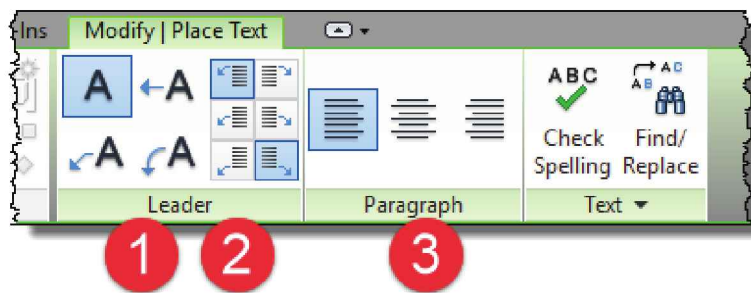 Ins Modify | Place Text
A A
A A
ABC AC
AB
Check Find/
Spelling Replace
Leader Paragraph Text
1 2 3